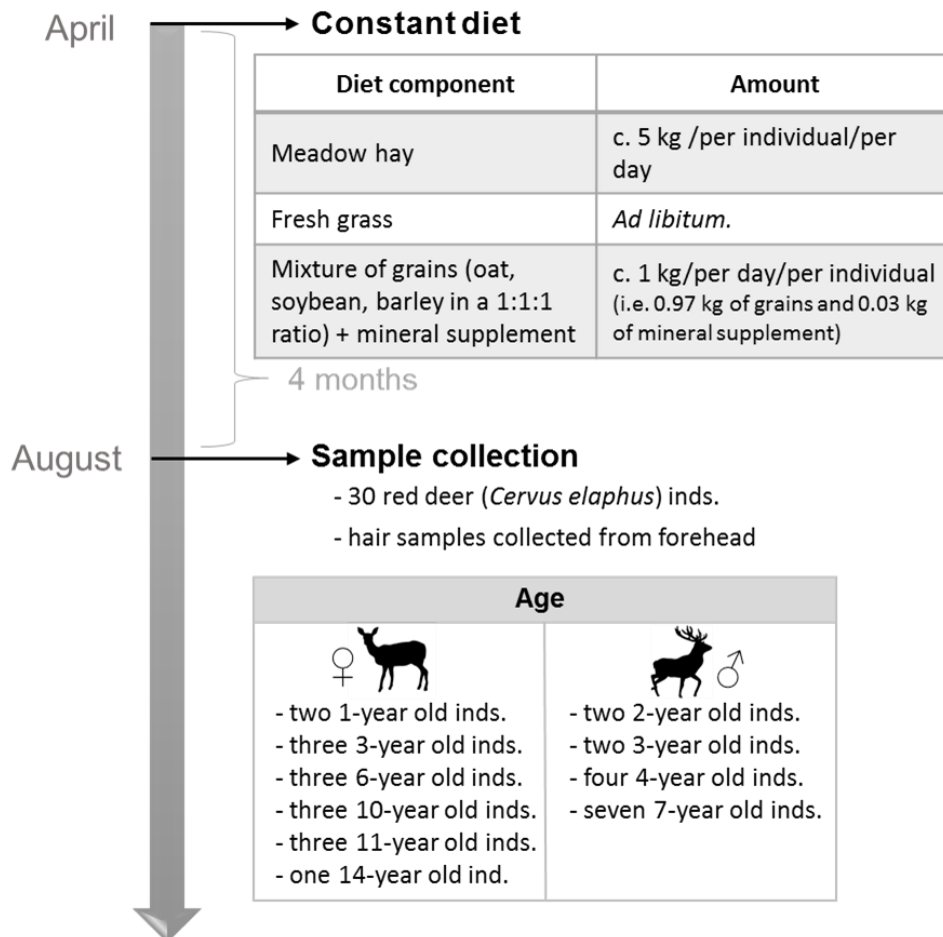 April
Constant diet
Diet component
Amount
Meadow hay
c. 5 kg /per individual/per
day
Fresh grass
Ad libitum.
Mixture of grains (oat,
soybean, barley in a 1:1:1
ratio) + mineral supplement
c. 1 kg/per day/per individual
(i.e. 0.97 kg of grains and 0.03 kg
of mineral supplement)
4 months
August
Sample collection
- 30 red deer (Cervus elaphus) inds.
- hair samples collected from forehead
Age
♀
- two 1-year old inds.
- three 3-year old inds.
- three 6-year old inds.
- three 10-year old inds.
- three 11-year old inds.
- one 14-year old ind.
♂
- two 2-year old inds.
- two 3-year old inds.
- four 4-year old inds.
- seven 7-year old inds.